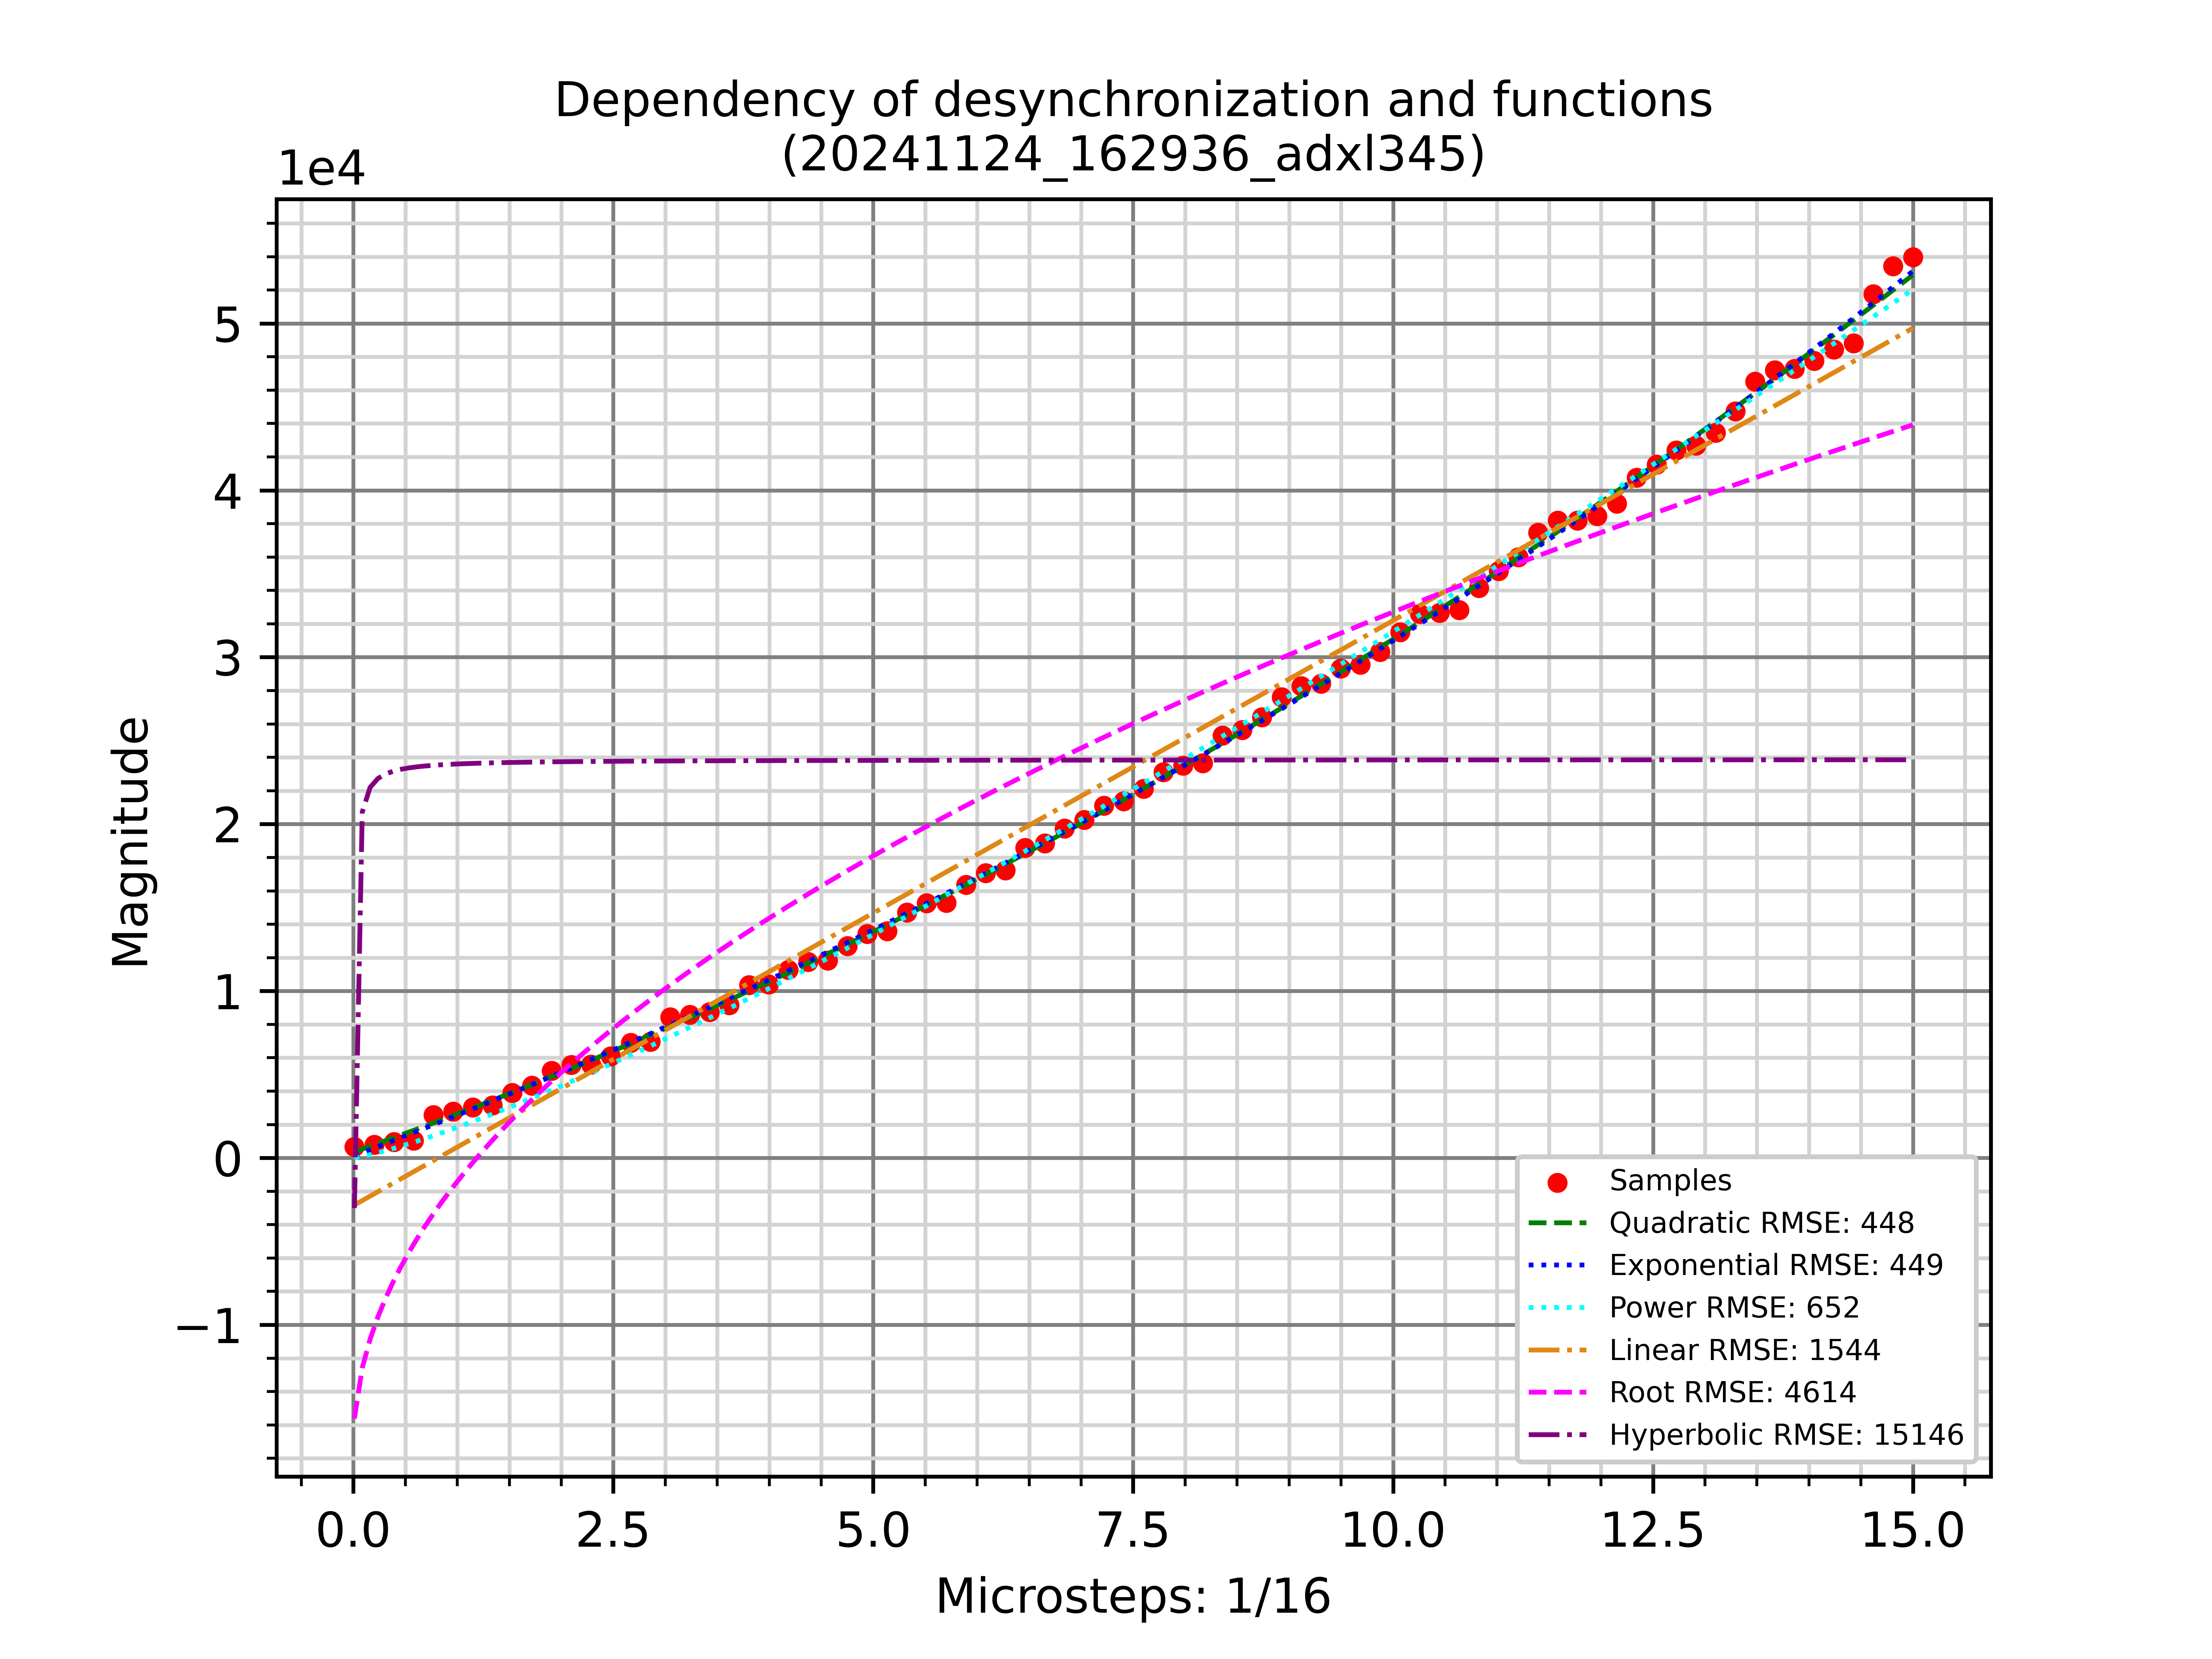 Dependency of desynchronization and functions
(20241124_162936_adxl345)
1e4
5
4
3
2
1
0
−1
Magnitude
Samples
Quadratic RMSE: 448
Exponential RMSE: 449
Power RMSE: 652
Linear RMSE: 1544
Root RMSE: 4614
Hyperbolic RMSE: 15146
0.0 2.5 5.0 7.5 10.0 12.5 15.0
Microsteps: 1/16